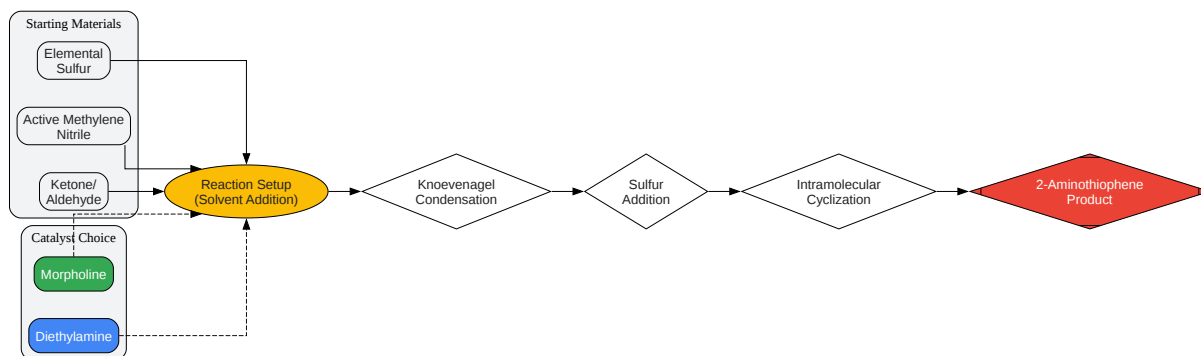 Starting Materials
Elemental
Sulfur
Active Methylene
Nitrile
Ketone/
Aldehyde
Catalyst Choice
Morpholine
Diethylamine
Reaction Setup
(Solvent Addition)
Knoevenagel
Condensation
Sulfur
Addition
Intramolecular
Cyclization
2-Aminothiophene
Product